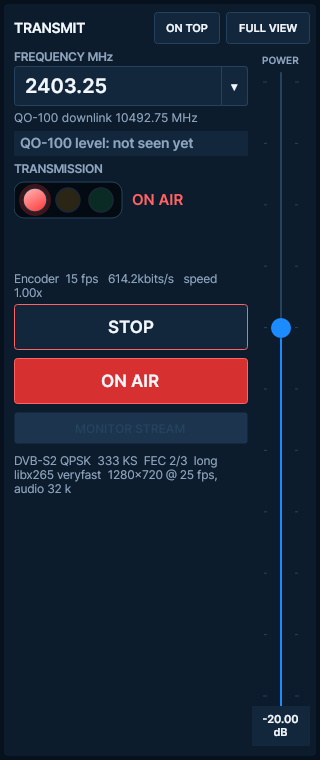 TRANSMIT
ON TOP
FULL VIEW
FREQUENCY MHz
POWER
2403.25
QO-100 downlink 10492.75 MHz
QO-100 level: not seen yet
TRANSMISSION
ON AIR
Encoder 15 fps 614.2kbits/s speed
1.00x
STOP
ON AIR
MONITOR STREAM
DVB-S2 QPSK 333 KS FEC 2/3 long
libx265 veryfast 1280×720 @ 25 fps,
audio 32 k
-20.00
dB